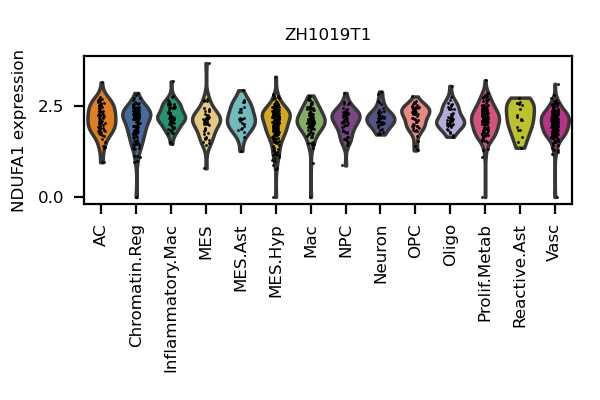 ZH1019T1
NDUFA1 expression
2.5
0.0
AC
Chromatin.Reg
Inflammatory.Mac
MES
MES.Ast
MES.Hyp
Mac
NPC
Neuron
OPC
Oligo
Prolif.Metab
Reactive.Ast
Vasc